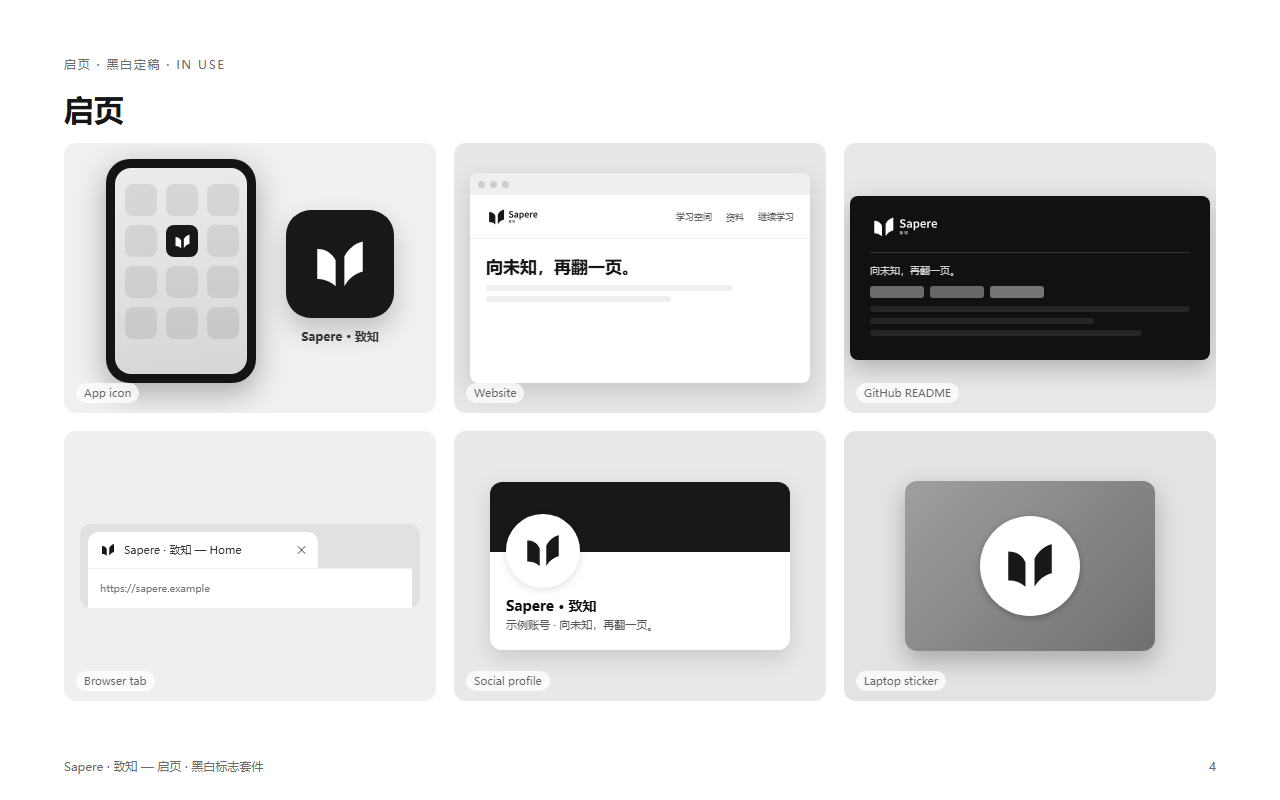 启页 · 黑白定稿 · IN USE
启页
Sapere • 致知
App icon
Sapere
致知
学习空间 资料 继续学习
向未知，再翻一页。
Website
Sapere
致知
向未知，再翻一页。
GitHub README
Sapere · 致知 — Home ×
https://sapere.example
Browser tab
Sapere • 致知
示例账号 · 向未知，再翻一页。
Social profile
Laptop sticker
Sapere · 致知 — 启页 · 黑白标志套件
4